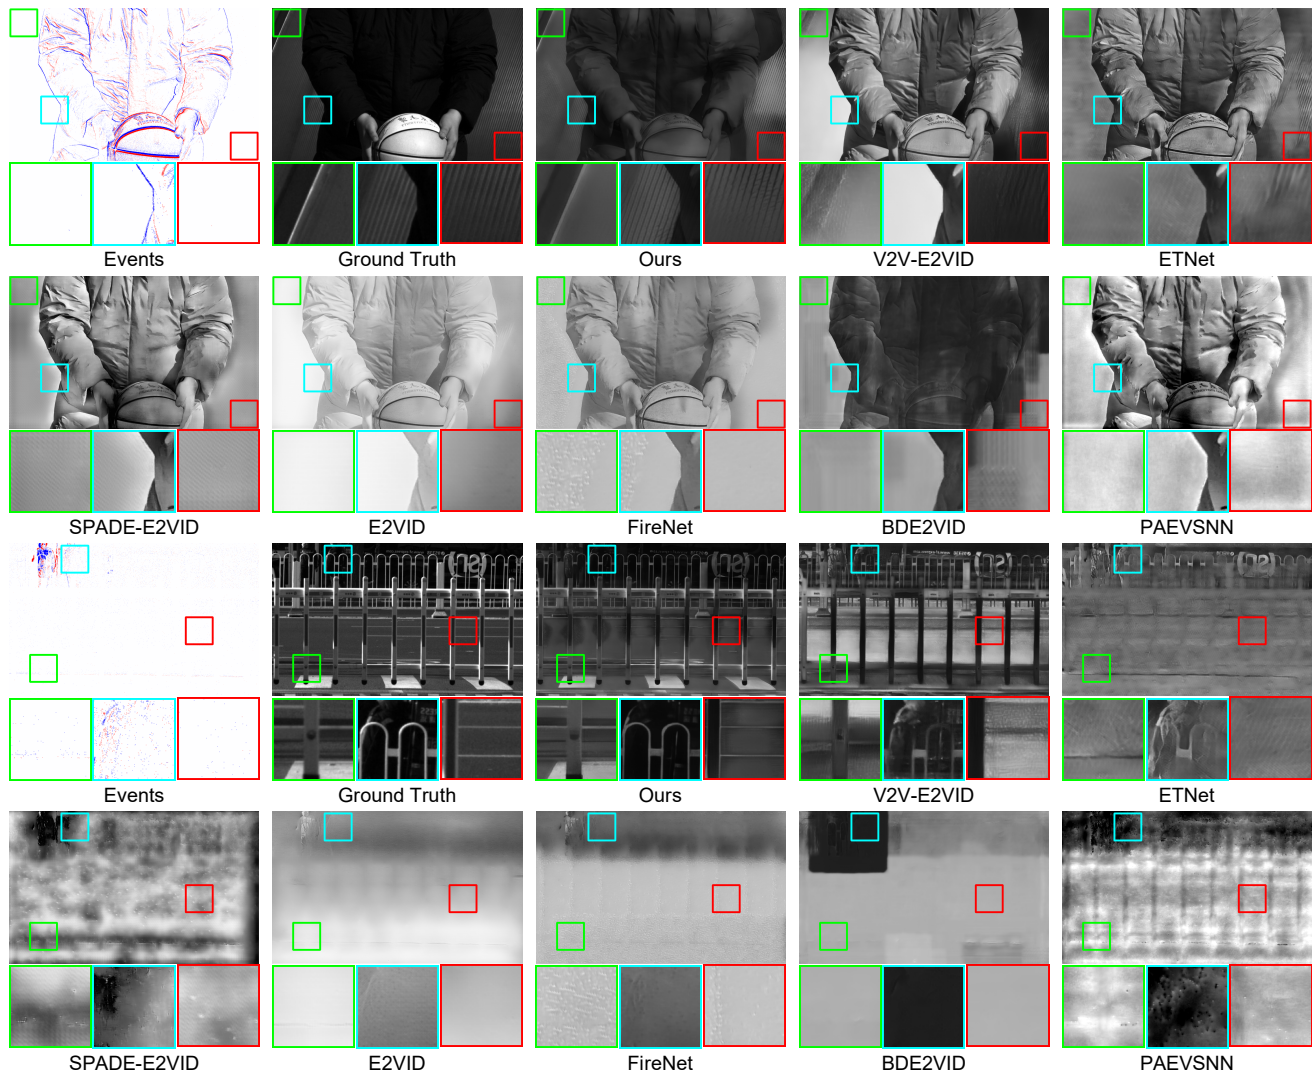 Events Ground Truth Ours V2V-E2VID ETNet
SPADE-E2VID E2VID FireNet BDE2VID PAEVSNN
Events Ground Truth Ours V2V-E2VID ETNet
SPADE-E2VID E2VID FireNet BDE2VID PAEVSNN